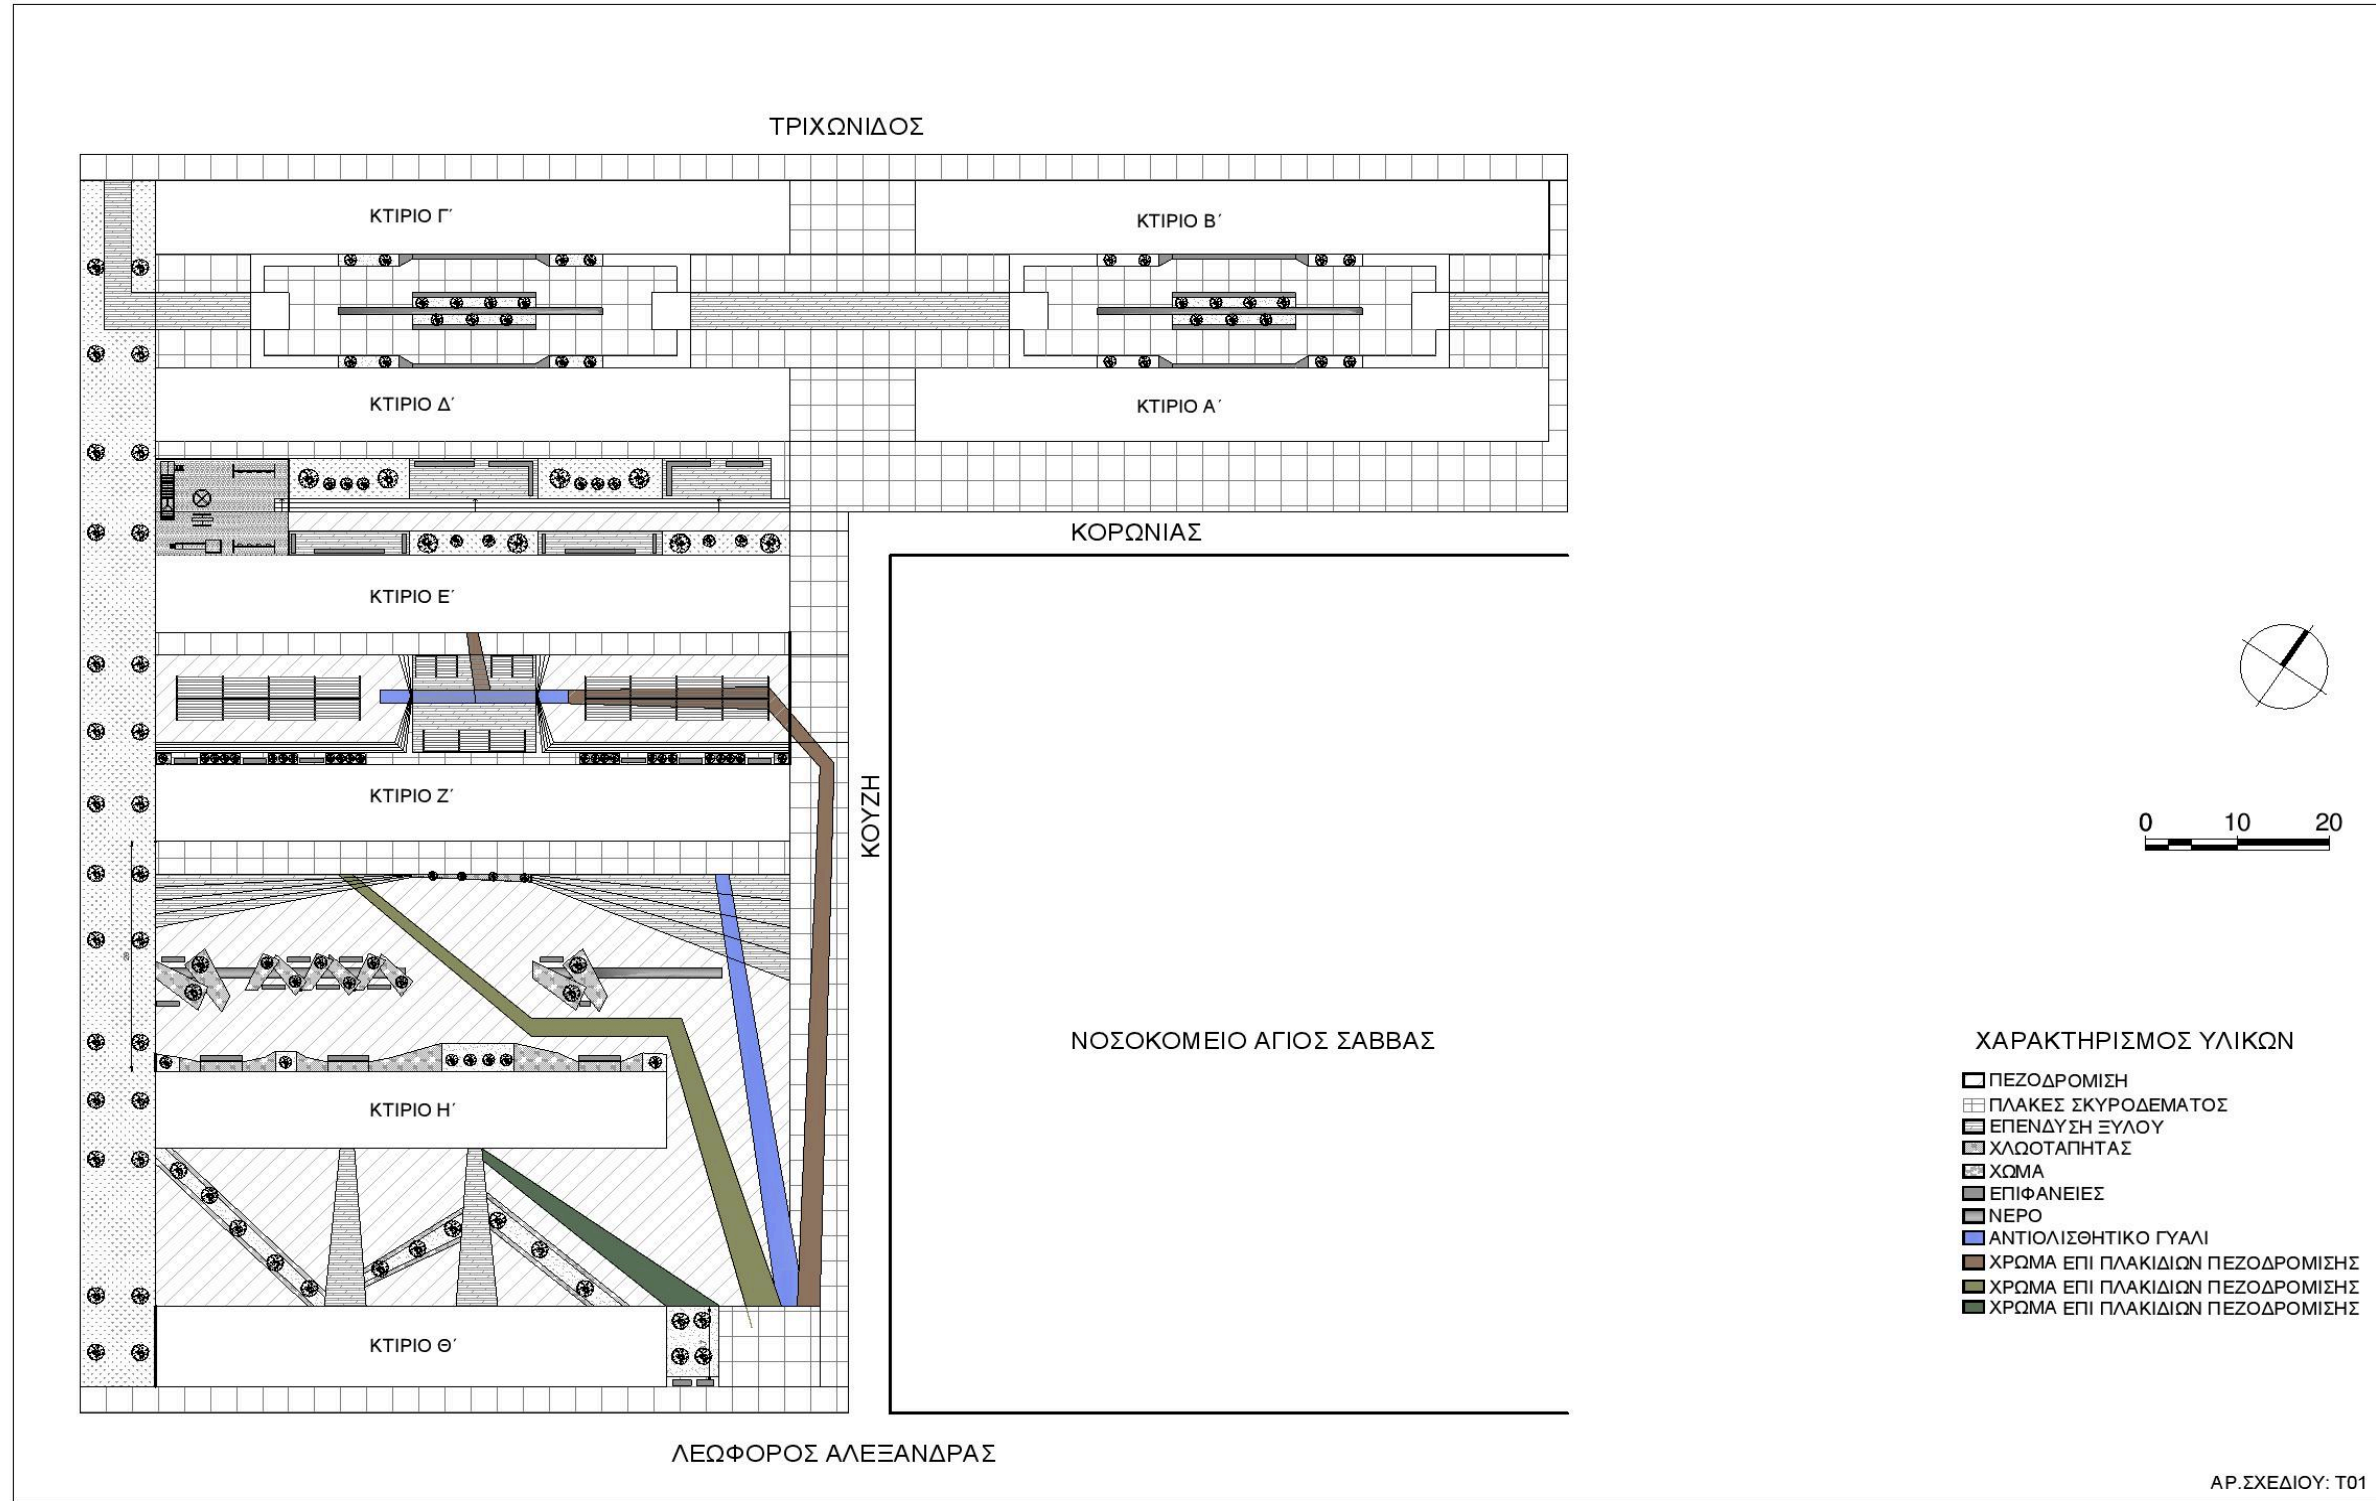 ΤΡΙΧΩΝΙΔΟΣ
ΚΤΙΡΙΟ Γ΄
ΚΤΙΡΙΟ Β΄
ΚΤΙΡΙΟ Δ΄
ΚΤΙΡΙΟ Α΄
ΚΟΡΩΝΙΑΣ
ΚΤΙΡΙΟ Ε΄
ΚΤΙΡΙΟ Ζ΄
ΚΟΥΖΗ
0 10 20
ΝΟΣΟΚΟΜΕΙΟ ΑΓΙΟΣ ΣΑΒΒΑΣ
ΚΤΙΡΙΟ Η΄
ΚΤΙΡΙΟ Θ΄
ΛΕΩΦΟΡΟΣ ΑΛΕΞΑΝΔΡΑΣ
ΧΑΡΑΚΤΗΡΙΣΜΟΣ ΥΛΙΚΩΝ
ΠΕΖΟΔΡΟΜΙΣΗ
ΠΛΑΚΕΣ ΣΚΥΡΟΔΕΜΑΤΟΣ
ΕΠΕΝΔΥΣΗ ΞΥΛΟΥ
ΧΛΩΟΤΑΠΗΤΑΣ
ΧΩΜΑ
ΕΠΙΦΑΝΕΙΕΣ
ΝΕΡΟ
ΑΝΤΙΟΛΙΣΘΗΤΙΚΟ ΓΥΑΛΙ
ΧΡΩΜΑ ΕΠΙ ΠΛΑΚΙΔΙΩΝ ΠΕΖΟΔΡΟΜΙΣΗΣ
ΧΡΩΜΑ ΕΠΙ ΠΛΑΚΙΔΙΩΝ ΠΕΖΟΔΡΟΜΙΣΗΣ
ΧΡΩΜΑ ΕΠΙ ΠΛΑΚΙΔΙΩΝ ΠΕΖΟΔΡΟΜΙΣΗΣ
ΑΡ.ΣΧΕΔΙΟΥ: Τ01